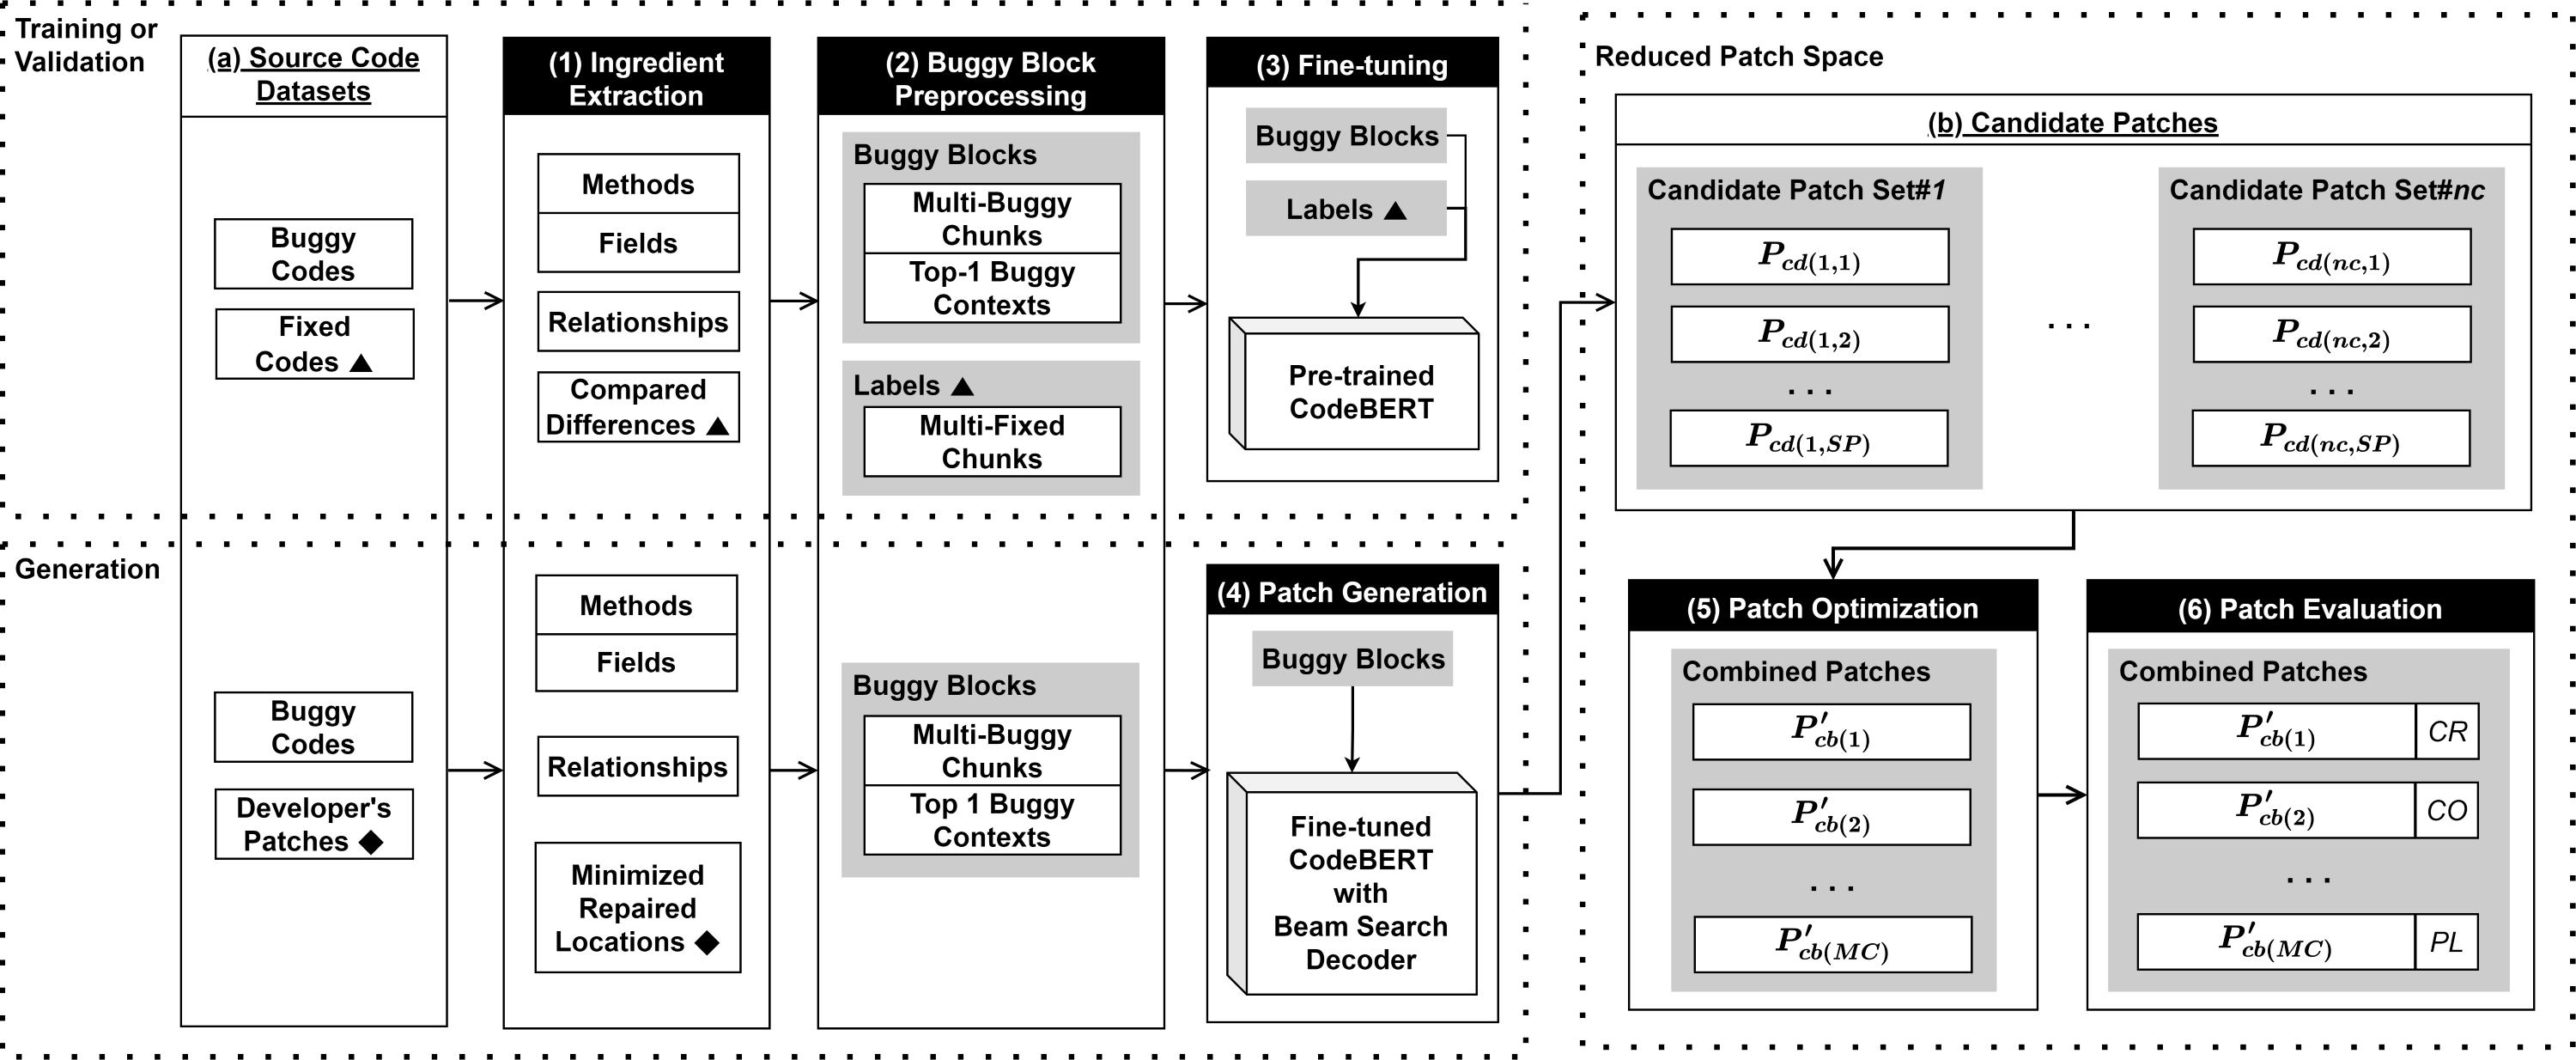 Training or
Validation
(a) Source Code
Datasets
Buggy
Codes
Fixed
Codes ▲
(1) Ingredient
Extraction
Methods
Fields
Relationships
Compared
Differences ▲
(2) Buggy Block
Preprocessing
Buggy Blocks
Multi-Buggy
Chunks
Top-1 Buggy
Contexts
Labels ▲
Multi-Fixed
Chunks
(3) Fine-tuning
Buggy Blocks
Labels ▲
Pre-trained
CodeBERT
Generation
Buggy
Codes
Developer's
Patches ◆
Methods
Fields
Relationships
Minimized
Repaired
Locations ◆
Buggy Blocks
Multi-Buggy
Chunks
Top 1 Buggy
Contexts
(4) Patch Generation
Buggy Blocks
Fine-tuned
CodeBERT
with
Beam Search
Decoder
Reduced Patch Space
(b) Candidate Patches
Candidate Patch Set#1
P cd(1,1)
P cd(1,2)
. . .
P cd(1,SP)
. . .
Candidate Patch Set#nc
P cd(nc,1)
P cd(nc,2)
. . .
P cd(nc,SP)
(5) Patch Optimization
Combined Patches
P′ cb(1)
P′ cb(2)
. . .
P′ cb(MC)
(6) Patch Evaluation
Combined Patches
P′ cb(1) CR
P′ cb(2) CO
. . .
P′ cb(MC) PL